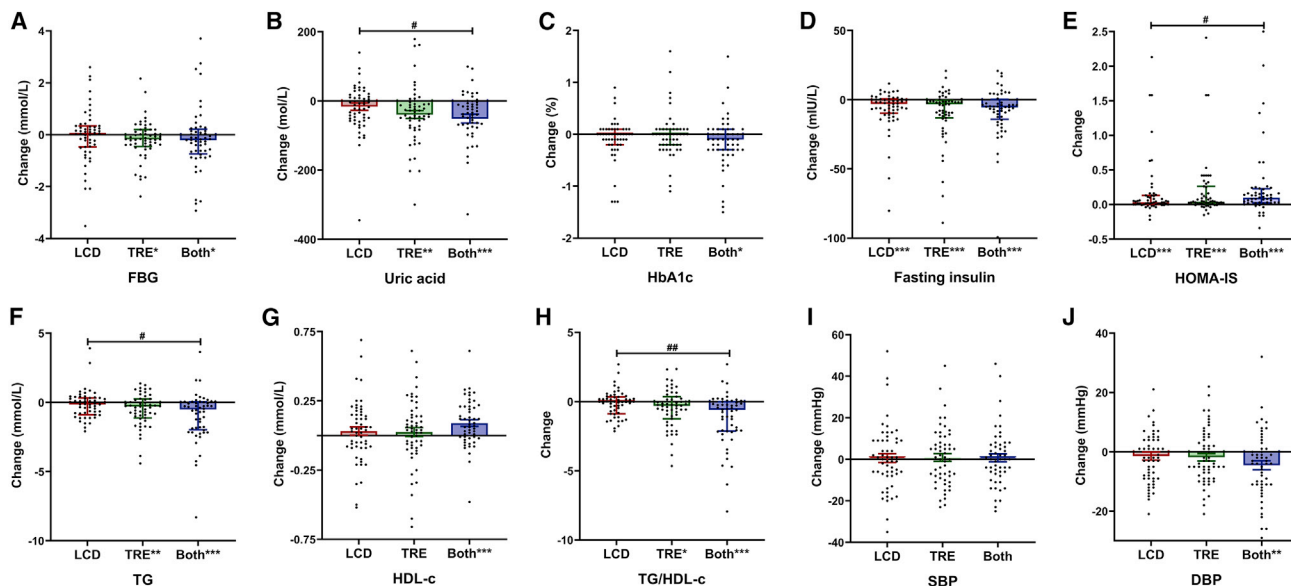 A
Change (mmol/L)
4
2
0
-2
-4
LCD TRE* Both*
FBG
B
Change (mol/L)
#
200
0
-200
-400
LCD TRE** Both***
Uric acid
C
Change (%)
2
1
0
-1
-2
LCD TRE Both*
HbA1c
D
Change (mIU/L)
50
0
-50
-100
LCD*** TRE*** Both***
Fasting insulin
E
Change
#
2.5
2.0
1.5
1.0
0.5
0.0
-0.5
LCD*** TRE*** Both***
HOMA-IS
F
Change (mmol/L)
#
5
0
-5
-10
LCD TRE** Both***
TG
G
Change (mmol/L)
0.75
0.25
-0.25
-0.75
LCD TRE Both***
HDL-c
H
Change
##
5
0
-5
-10
LCD TRE* Both***
TG/HDL-c
I
Change (mmHg)
60
40
20
0
-20
-40
LCD TRE Both
SBP
J
Change (mmHg)
40
20
0
-20
LCD TRE Both**
DBP